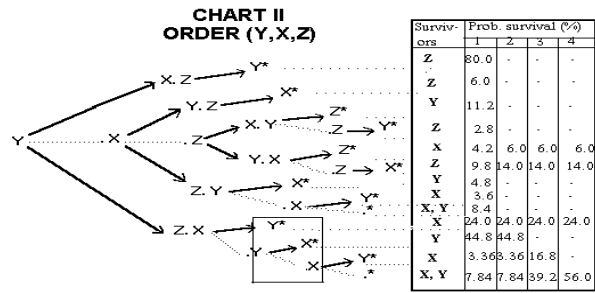 CHART II
ORDER (Y,X,Z)
Surviv-
ors
Prob. survival (%)
1 2 3 4
Y
X
Z
X. Z
Y*
Y. Z
X*
X. Y
Z*
.Z
Y*
Y. X
Z*
.Z
X*
Z. Y
X*
.X
Y*
.*
Z. X
Y*
.Y
X*
.X
Y*
.*
Z 80.0 - - -
Z 6.0 - - -
Y 11.2 - - -
Z 2.8 - - -
X 4.2 6.0 6.0 6.0
Z 9.8 14.0 14.0 14.0
Y 4.8 - - -
X 3.6 - - -
X, Y 8.4 - - -
X 24.0 24.0 24.0 24.0
Y 44.8 44.8 - -
X 3.36 3.36 16.8 -
X, Y 7.84 7.84 39.2 56.0